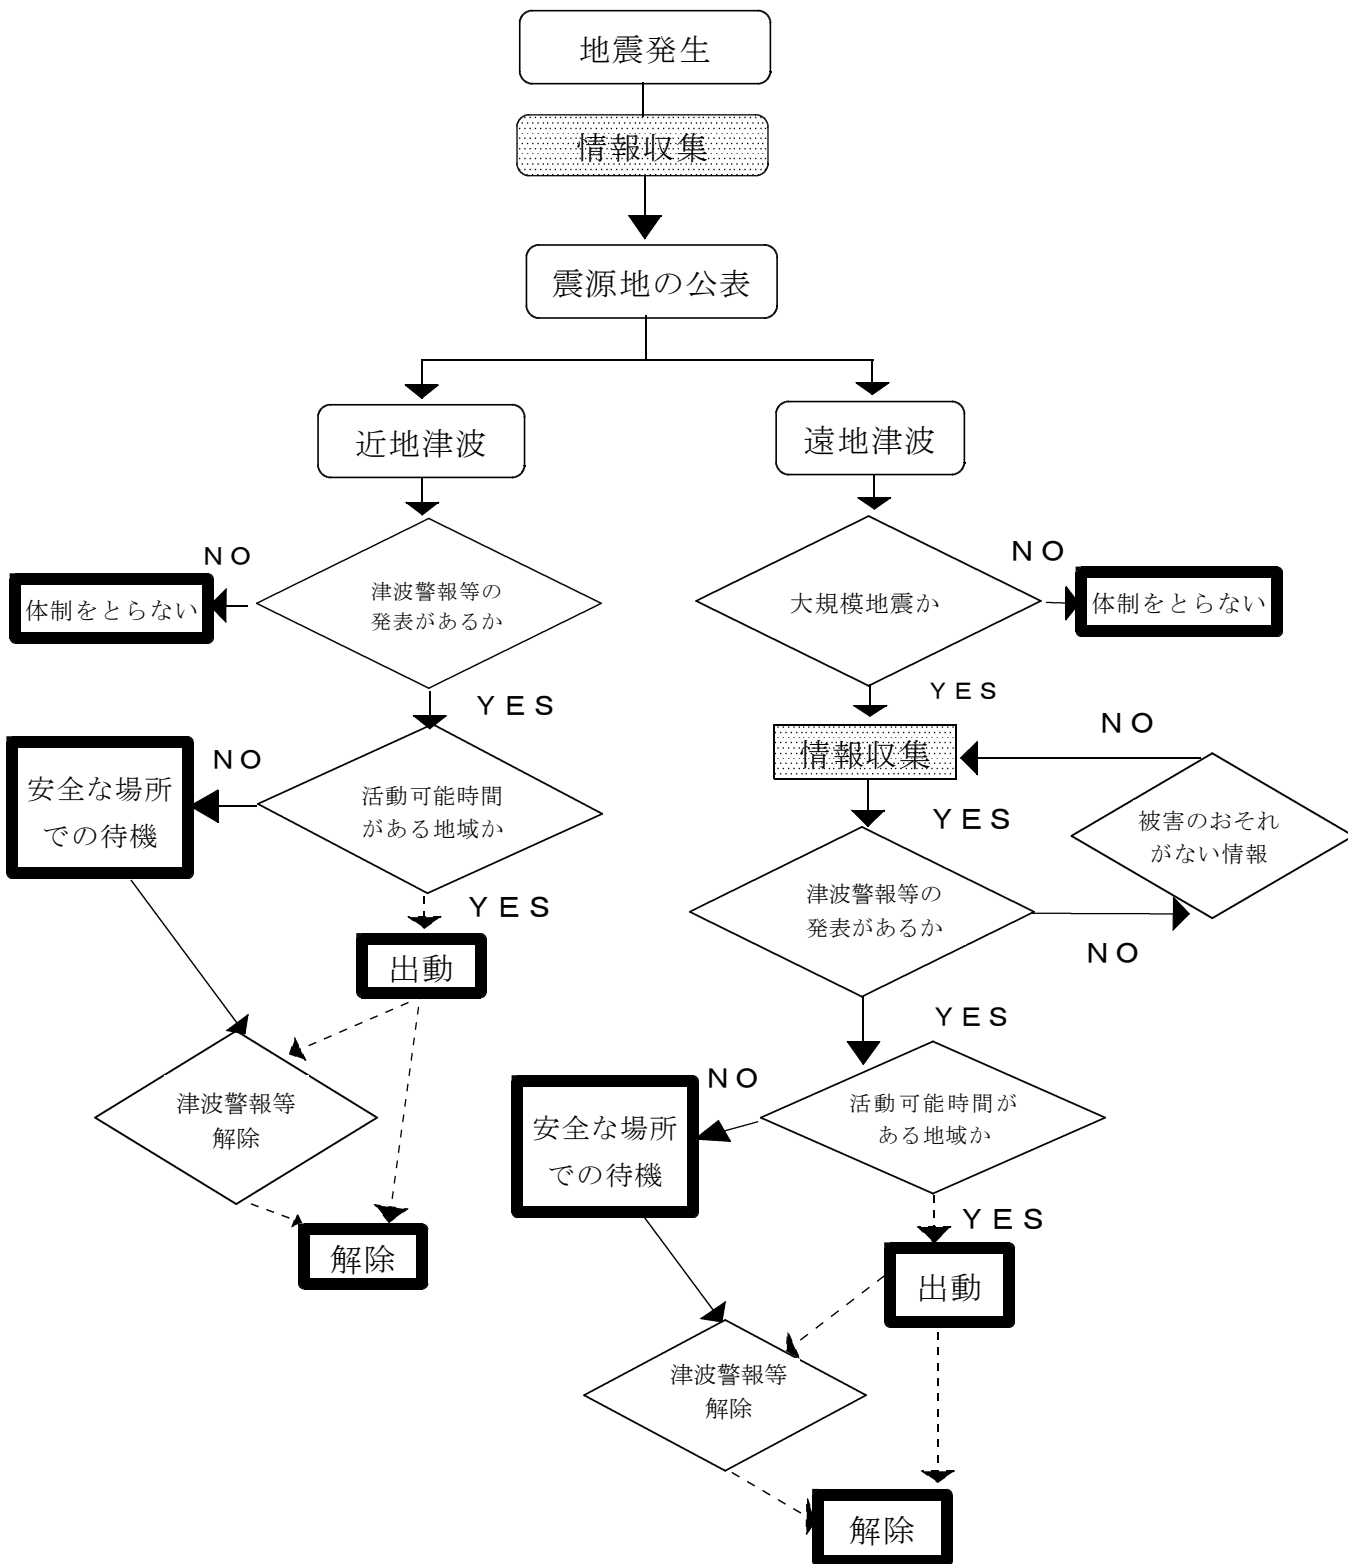 地震発生
情報収集
震源地の公表
近地津波
遠地津波
ＮＯ
津波警報等の
発表があるか
体制をとらない
ＹＥＳ
ＮＯ
活動可能時間
がある地域か
安全な場所
での待機
ＹＥＳ
出動
津波警報等
解除
解除
大規模地震か
ＮＯ
体制をとらない
ＹＥＳ
情報収集
ＮＯ
ＹＥＳ
被害のおそれ
がない情報
津波警報等の
発表があるか
ＮＯ
ＹＥＳ
ＮＯ
活動可能時間が
ある地域か
安全な場所
での待機
ＹＥＳ
出動
津波警報等
解除
解除